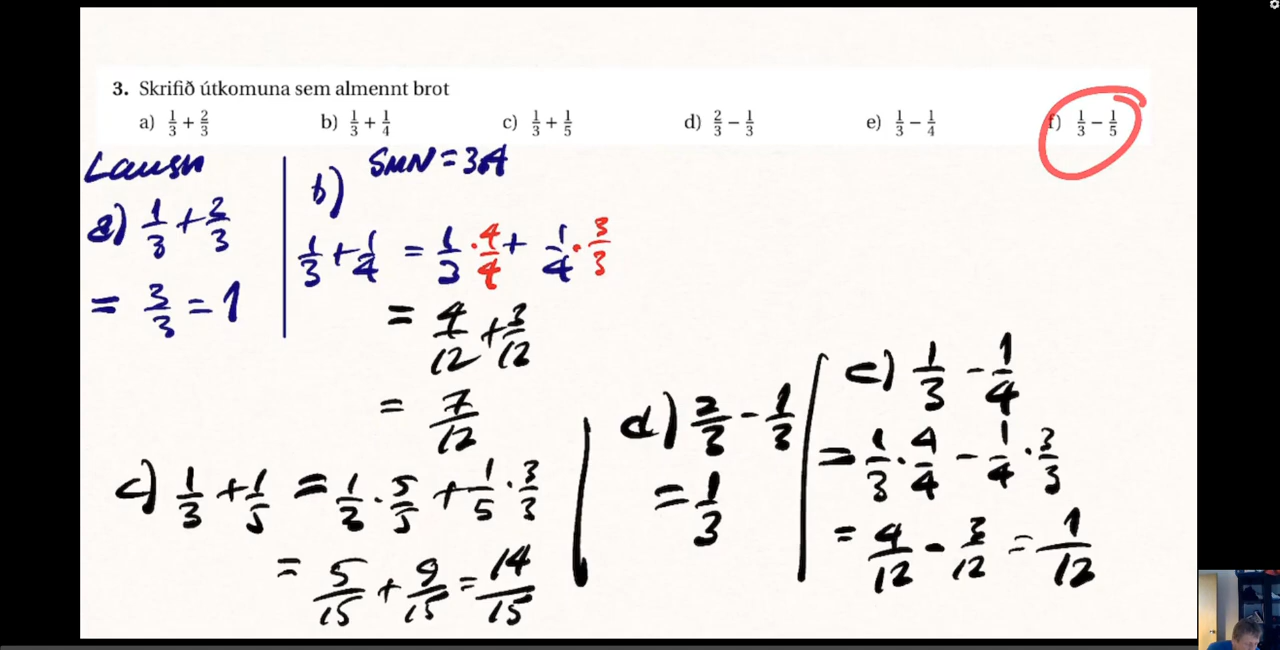 3. Skrifið útkomuna sem almennt brot
a) 1/3 + 2/3 b) 1/3 + 1/4 c) 1/3 + 1/5 d) 2/3 − 1/3 e) 1/3 − 1/4 f) 1/3 − 1/5
Lausn
a) 1/3 + 2/3
= 3/3 = 1
b) SMN = 3·4
1/3 + 1/4 = 1/3 · 4/4 + 1/4 · 3/3
= 4/12 + 3/12
= 7/12
c) 1/3 + 1/5 = 1/3 · 5/5 + 1/5 · 3/3
= 5/15 + 9/15 = 14/15
d) 2/3 − 1/3
= 1/3
c) 1/3 − 1/4
= 1/3 · 4/4 − 1/4 · 3/3
= 4/12 − 3/12 = 1/12